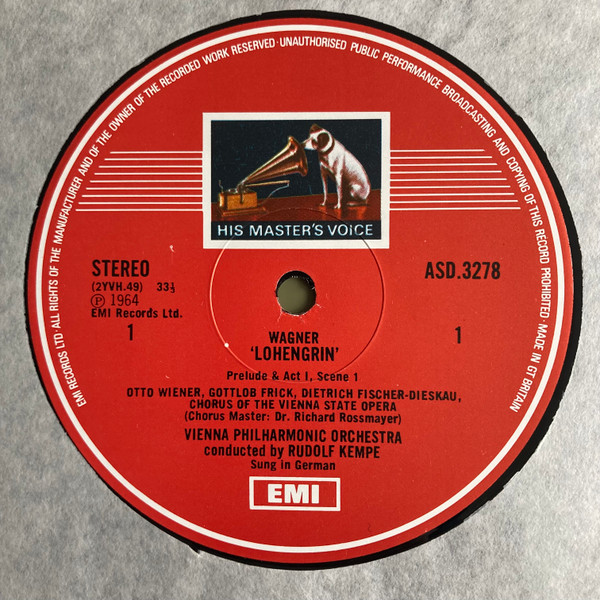 EMI RECORDS LTD · ALL RIGHTS OF THE MANUFACTURER AND OF THE OWNER OF THE RECORDED WORK RESERVED · UNAUTHORISED PUBLIC PERFORMANCE BROADCASTING AND COPYING OF THIS RECORD PROHIBITED · MADE IN GT BRITAIN
HIS MASTER'S VOICE
STEREO
(2YVH.49) 33⅓
Ⓟ 1964
EMI Records Ltd.
1
ASD.3278
1
WAGNER
'LOHENGRIN'
Prelude & Act I, Scene 1
OTTO WIENER, GOTTLOB FRICK, DIETRICH FISCHER-DIESKAU,
CHORUS OF THE VIENNA STATE OPERA
(Chorus Master: Dr. Richard Rossmayer)
VIENNA PHILHARMONIC ORCHESTRA
conducted by RUDOLF KEMPE
Sung in German
EMI